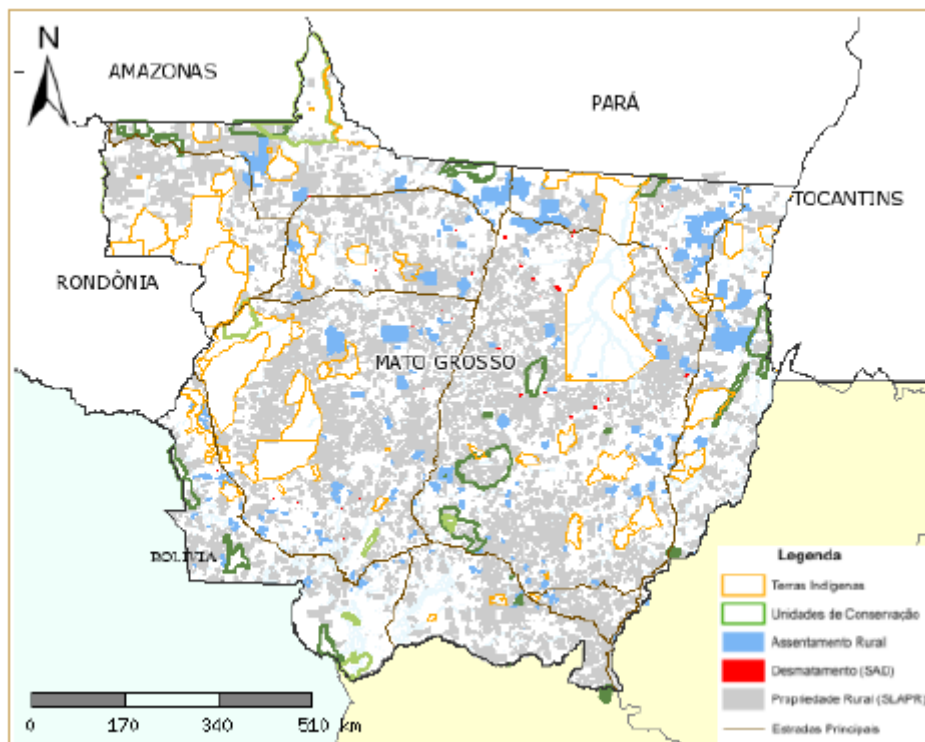 N
AMAZONAS
PARÁ
TOCANTINS
RONDÔNIA
MATO GROSSO
BOLÍVIA
Legenda
Terras Indígenas
Unidades de Conservação
Assentamento Rural
Desmatamento (SAD)
Propriedade Rural (SLAPR)
Estradas Principais
0 170 340 510 km